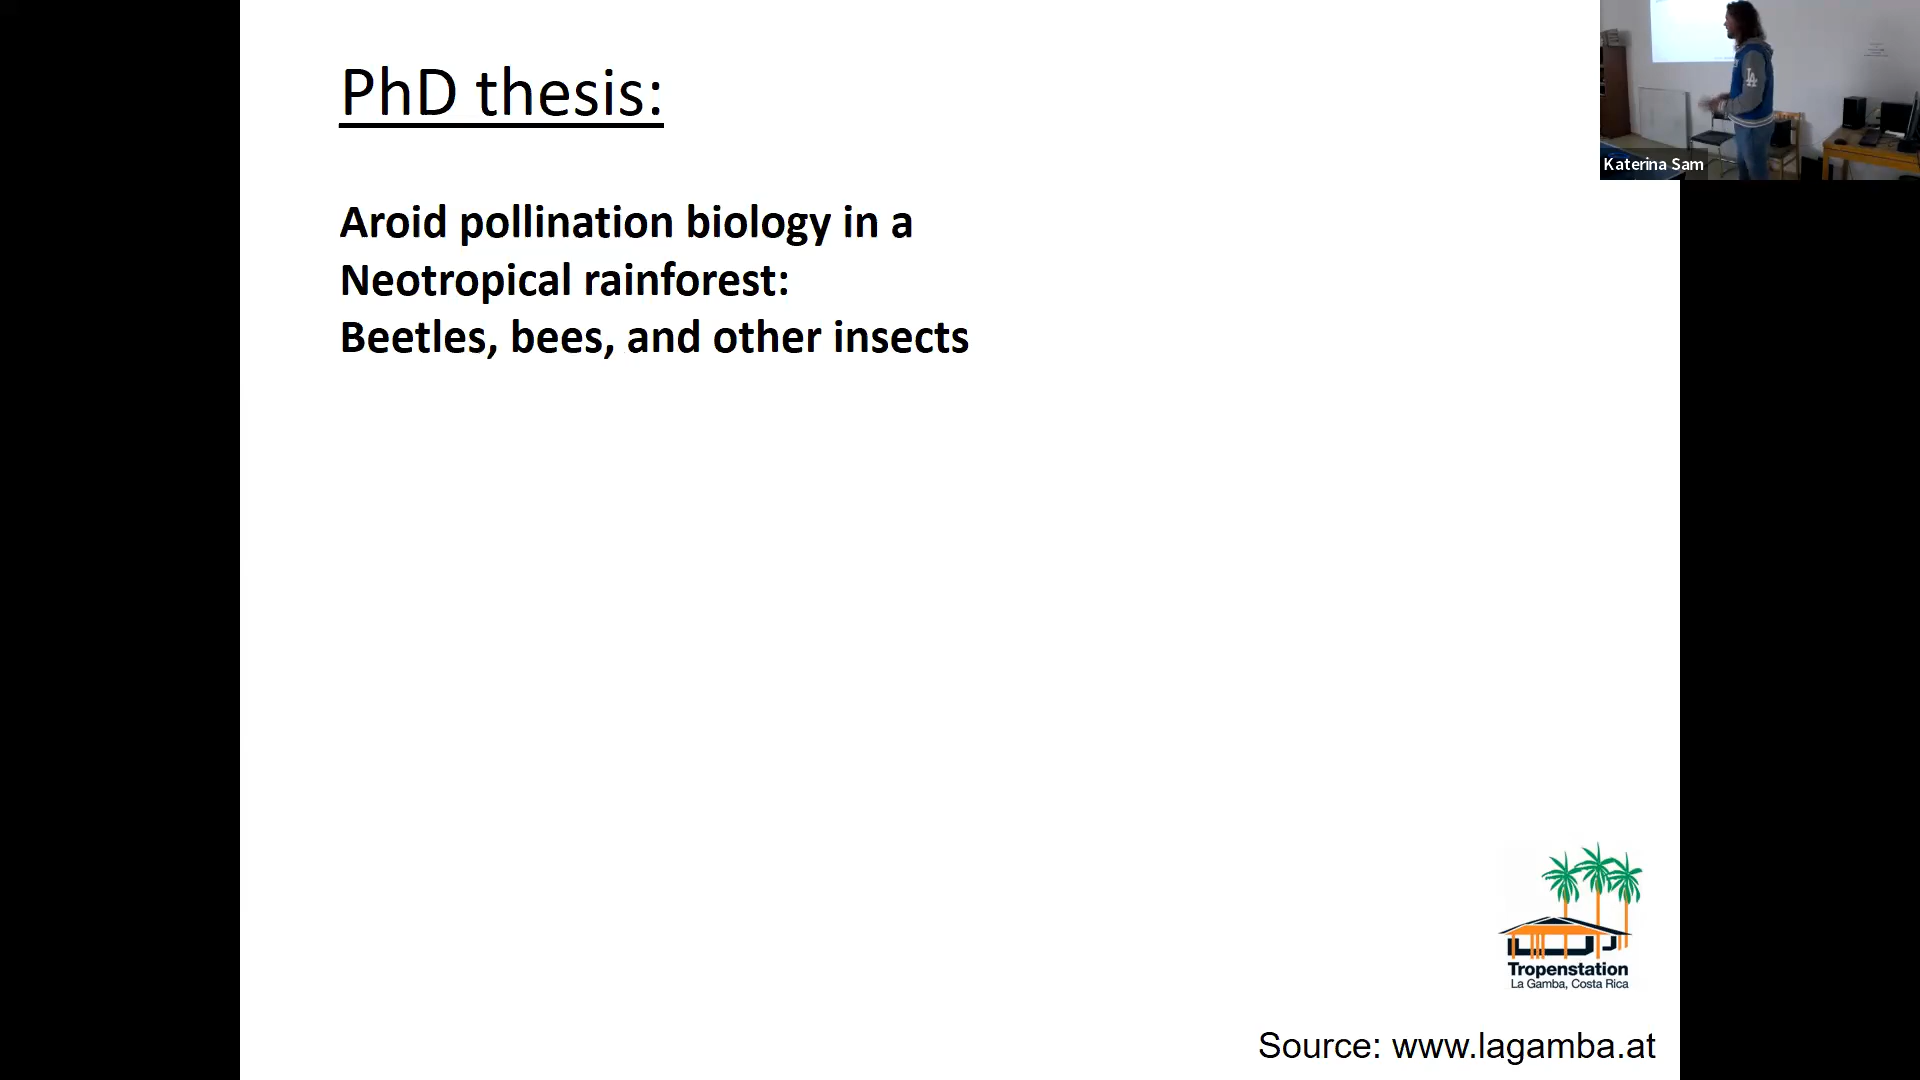 PhD thesis:
Aroid pollination biology in a
Neotropical rainforest:
Beetles, bees, and other insects
LA
Katerina Sam
Tropenstation
La Gamba, Costa Rica
Source: www.lagamba.at